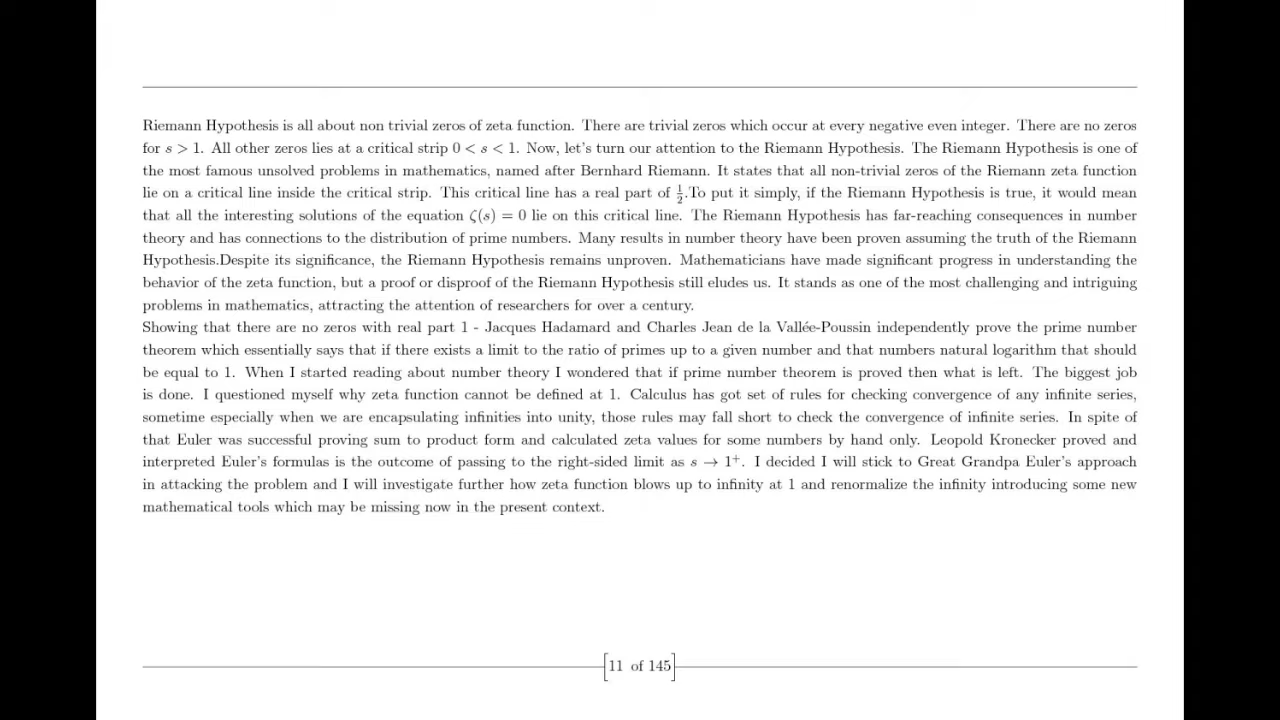 Riemann Hypothesis is all about non trivial zeros of zeta function. There are trivial zeros which occur at every negative even integer. There are no zeros
for s > 1. All other zeros lies at a critical strip 0 < s < 1. Now, let's turn our attention to the Riemann Hypothesis. The Riemann Hypothesis is one of
the most famous unsolved problems in mathematics, named after Bernhard Riemann. It states that all non-trivial zeros of the Riemann zeta function
lie on a critical line inside the critical strip. This critical line has a real part of 1/2.To put it simply, if the Riemann Hypothesis is true, it would mean
that all the interesting solutions of the equation ζ(s) = 0 lie on this critical line. The Riemann Hypothesis has far-reaching consequences in number
theory and has connections to the distribution of prime numbers. Many results in number theory have been proven assuming the truth of the Riemann
Hypothesis.Despite its significance, the Riemann Hypothesis remains unproven. Mathematicians have made significant progress in understanding the
behavior of the zeta function, but a proof or disproof of the Riemann Hypothesis still eludes us. It stands as one of the most challenging and intriguing
problems in mathematics, attracting the attention of researchers for over a century.
Showing that there are no zeros with real part 1 - Jacques Hadamard and Charles Jean de la Vallée-Poussin independently prove the prime number
theorem which essentially says that if there exists a limit to the ratio of primes up to a given number and that numbers natural logarithm that should
be equal to 1. When I started reading about number theory I wondered that if prime number theorem is proved then what is left. The biggest job
is done. I questioned myself why zeta function cannot be defined at 1. Calculus has got set of rules for checking convergence of any infinite series,
sometime especially when we are encapsulating infinities into unity, those rules may fall short to check the convergence of infinite series. In spite of
that Euler was successful proving sum to product form and calculated zeta values for some numbers by hand only. Leopold Kronecker proved and
interpreted Euler's formulas is the outcome of passing to the right-sided limit as s → 1⁺. I decided I will stick to Great Grandpa Euler's approach
in attacking the problem and I will investigate further how zeta function blows up to infinity at 1 and renormalize the infinity introducing some new
mathematical tools which may be missing now in the present context.
[11 of 145]